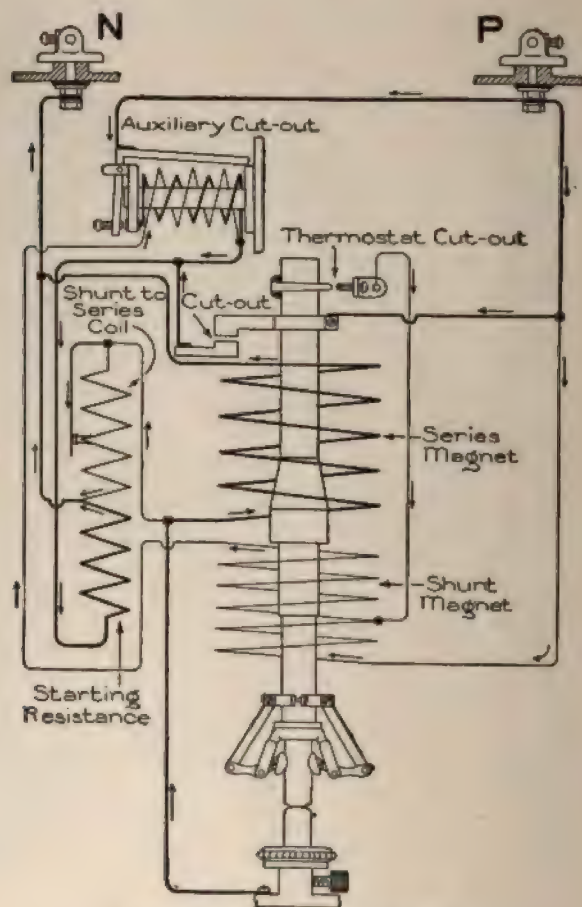 N
P
Auxiliary Cut-out
Thermostat Cut-out
Shunt to
Series
Coil
Cut-out
Series
Magnet
Shunt
Magnet
Starting
Resistance